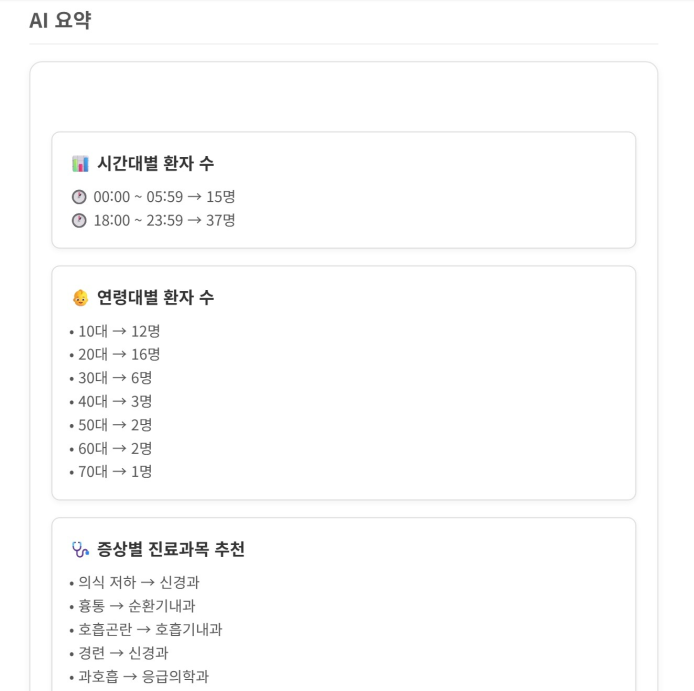 AI 요약
📊 시간대별 환자 수
🕐 00:00 ~ 05:59 → 15명
🕐 18:00 ~ 23:59 → 37명
👶 연령대별 환자 수
• 10대 → 12명
• 20대 → 16명
• 30대 → 6명
• 40대 → 3명
• 50대 → 2명
• 60대 → 2명
• 70대 → 1명
🩺 증상별 진료과목 추천
• 의식 저하 → 신경과
• 흉통 → 순환기내과
• 호흡곤란 → 호흡기내과
• 경련 → 신경과
• 과호흡 → 응급의학과